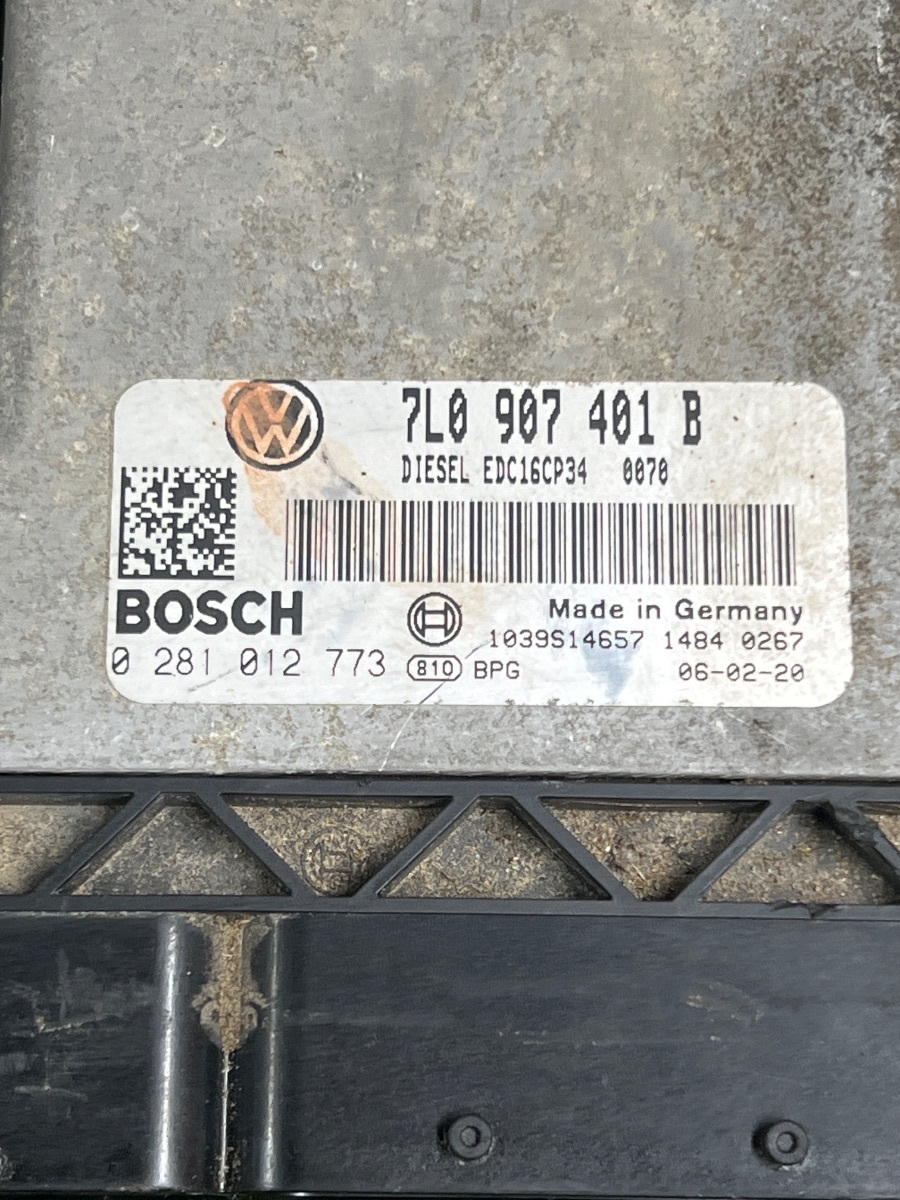 7L0 907 401 B
DIESEL EDC16CP34 0070
BOSCH
Made in Germany
1039S14657 1484 0267
0 281 012 773 810 BPG 06-02-20